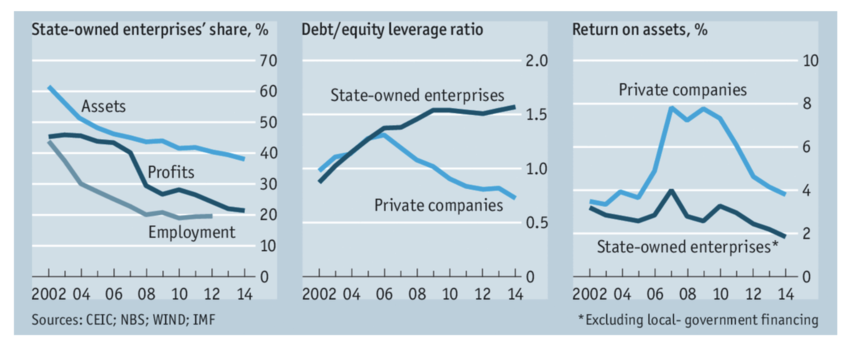 State-owned enterprises' share, %
70
60
50
40
30
20
10
0
Assets
Profits
Employment
2002 04 06 08 10 12 14
Debt/equity leverage ratio
2.0
1.5
1.0
0.5
0
State-owned enterprises
Private companies
2002 04 06 08 10 12 14
Return on assets, %
10
8
6
4
2
0
Private companies
State-owned enterprises*
2002 04 06 08 10 12 14
Sources: CEIC; NBS; WIND; IMF
*Excluding local- government financing